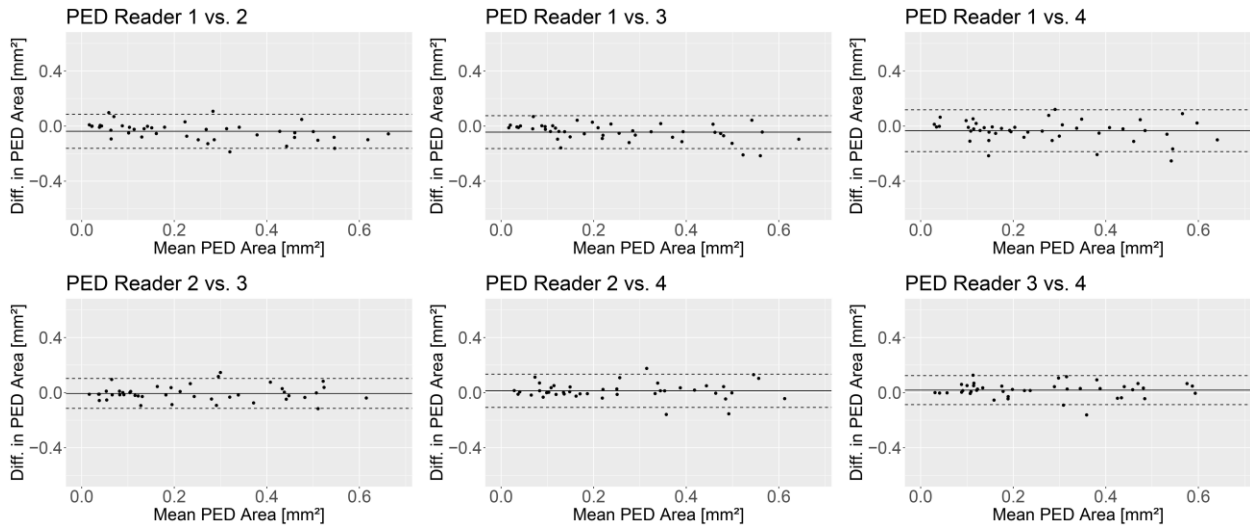 PED Reader 1 vs. 2
Diff. in PED Area [mm²]
0.4
0.0
−0.4
0.0 0.2 0.4 0.6
Mean PED Area [mm²]
PED Reader 1 vs. 3
Diff. in PED Area [mm²]
0.4
0.0
−0.4
0.0 0.2 0.4 0.6
Mean PED Area [mm²]
PED Reader 1 vs. 4
Diff. in PED Area [mm²]
0.4
0.0
−0.4
0.0 0.2 0.4 0.6
Mean PED Area [mm²]
PED Reader 2 vs. 3
Diff. in PED Area [mm²]
0.4
0.0
−0.4
0.0 0.2 0.4 0.6
Mean PED Area [mm²]
PED Reader 2 vs. 4
Diff. in PED Area [mm²]
0.4
0.0
−0.4
0.0 0.2 0.4 0.6
Mean PED Area [mm²]
PED Reader 3 vs. 4
Diff. in PED Area [mm²]
0.4
0.0
−0.4
0.0 0.2 0.4 0.6
Mean PED Area [mm²]